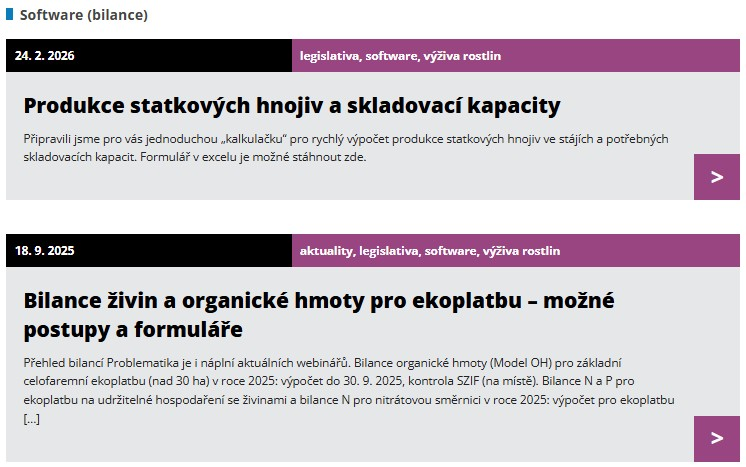 Software (bilance)
24. 2. 2026
legislativa, software, výživa rostlin
Produkce statkových hnojiv a skladovací kapacity
Připravili jsme pro vás jednoduchou „kalkulačku“ pro rychlý výpočet produkce statkových hnojiv ve stájích a potřebných
skladovacích kapacit. Formulář v excelu je možné stáhnout zde.
>
18. 9. 2025
aktuality, legislativa, software, výživa rostlin
Bilance živin a organické hmoty pro ekoplatbu – možné
postupy a formuláře
Přehled bilancí Problematika je i náplní aktuálních webinářů. Bilance organické hmoty (Model OH) pro základní
celofaremní ekoplatbu (nad 30 ha) v roce 2025: výpočet do 30. 9. 2025, kontrola SZIF (na místě). Bilance N a P pro
ekoplatbu na udržitelné hospodaření se živinami a bilance N pro nitrátovou směrnici v roce 2025: výpočet pro ekoplatbu
[…]
>